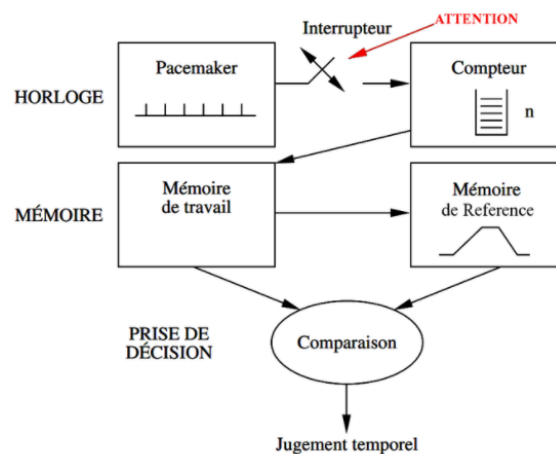 ATTENTION
Interrupteur
Pacemaker
Compteur
HORLOGE
n
Mémoire
de travail
Mémoire
de Reference
MÉMOIRE
PRISE DE
DÉCISION
Comparaison
Jugement temporel